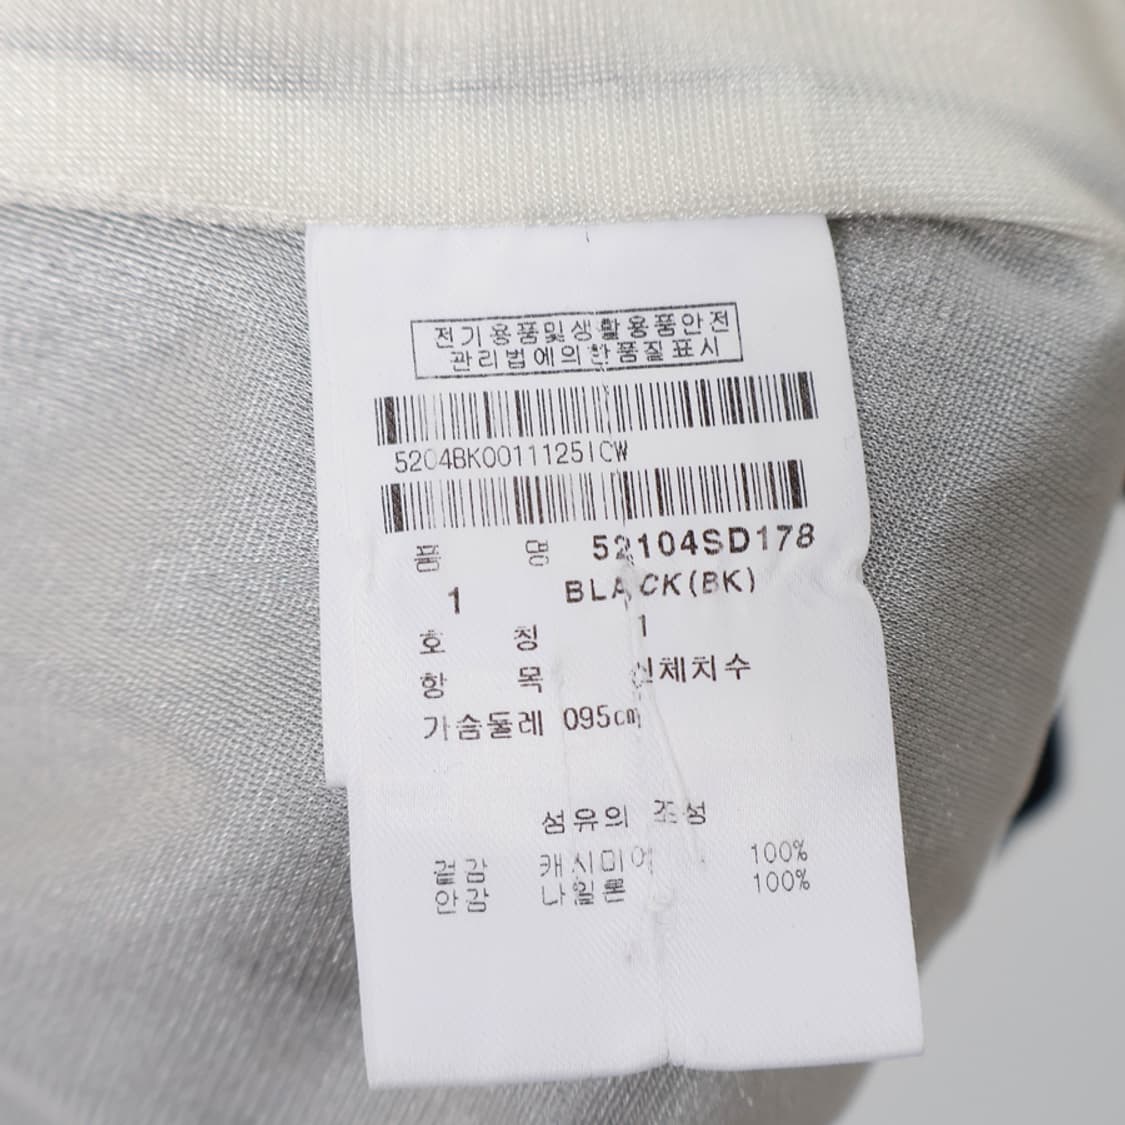 전기용품및생활용품안전
관리법에의한품질표시
5204BK00111251CW
품 명 52104SD178
1 BLACK(BK)
호 칭 1
항 목 신체치수
가슴둘레 095cm
섬유의 조성
겉감 캐시미어 100%
안감 나일론 100%